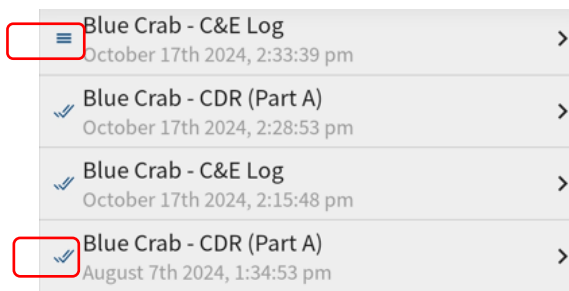 Blue Crab - C&E Log
October 17th 2024, 2:33:39 pm
Blue Crab - CDR (Part A)
October 17th 2024, 2:28:53 pm
Blue Crab - C&E Log
October 17th 2024, 2:15:48 pm
Blue Crab - CDR (Part A)
August 7th 2024, 1:34:53 pm